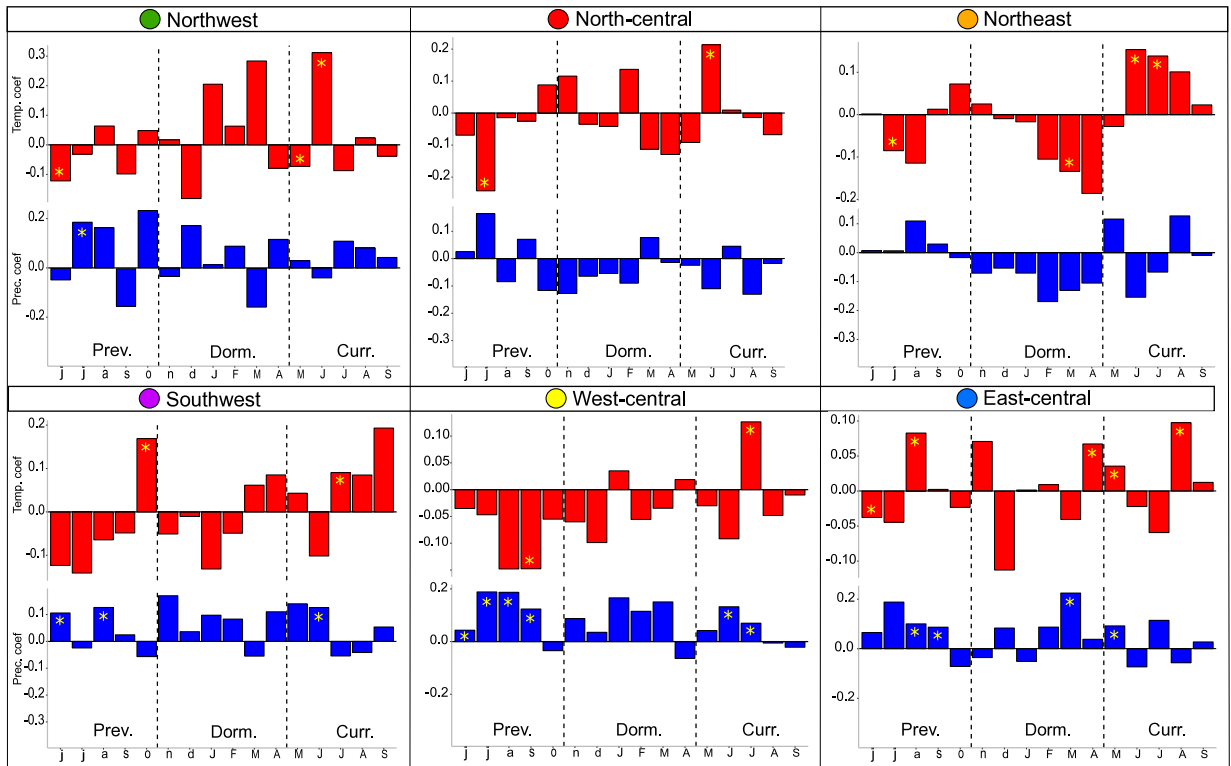 Northwest
North-central
Northeast
Temp. coef
0.3
0.2
0.1
0.0
-0.1
Prec. coef
0.2
0.0
-0.2
0.2
0.1
0.0
-0.1
-0.2
0.1
0.0
-0.1
-0.2
-0.3
0.1
0.0
-0.1
-0.2
0.1
0.0
-0.1
-0.2
-0.3
Prev. Dorm. Curr.
Prev. Dorm. Curr.
Prev. Dorm. Curr.
j j a s o n d J F M A M J J A S
j j a s o n d J F M A M J J A S
j j a s o n d J F M A M J J A S
Southwest
West-central
East-central
Temp. coef
0.2
0.1
0.0
-0.1
Prec. coef
0.1
0.0
-0.1
-0.2
-0.3
0.10
0.05
0.00
-0.05
-0.10
0.2
0.0
-0.2
0.10
0.05
0.00
-0.05
-0.10
0.2
0.0
-0.2
Prev. Dorm. Curr.
Prev. Dorm. Curr.
Prev. Dorm. Curr.
j j a s o n d J F M A M J J A S
j j a s o n d J F M A M J J A S
j j a s o n d J F M A M J J A S